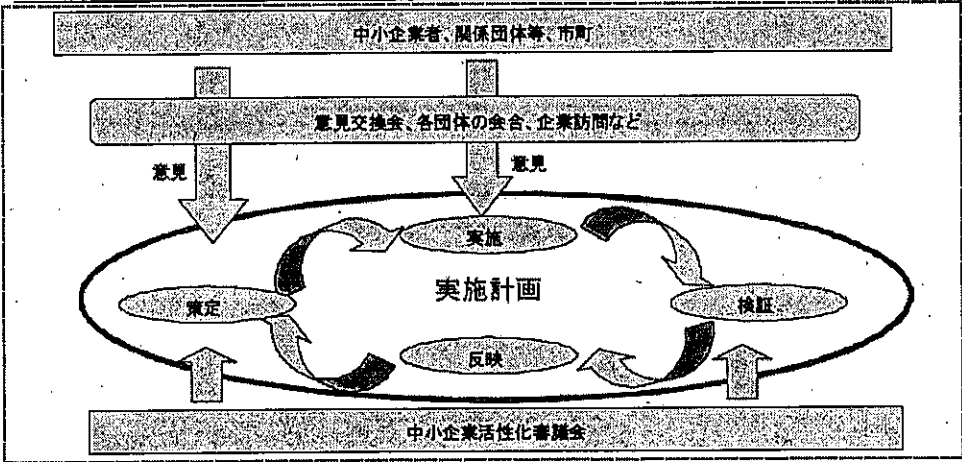 中小企業者、関係団体等、市町
意見交換会、各団体の会合、企業訪問など
意見
意見
実施
実施計画
策定
検証
反映
中小企業活性化審議会